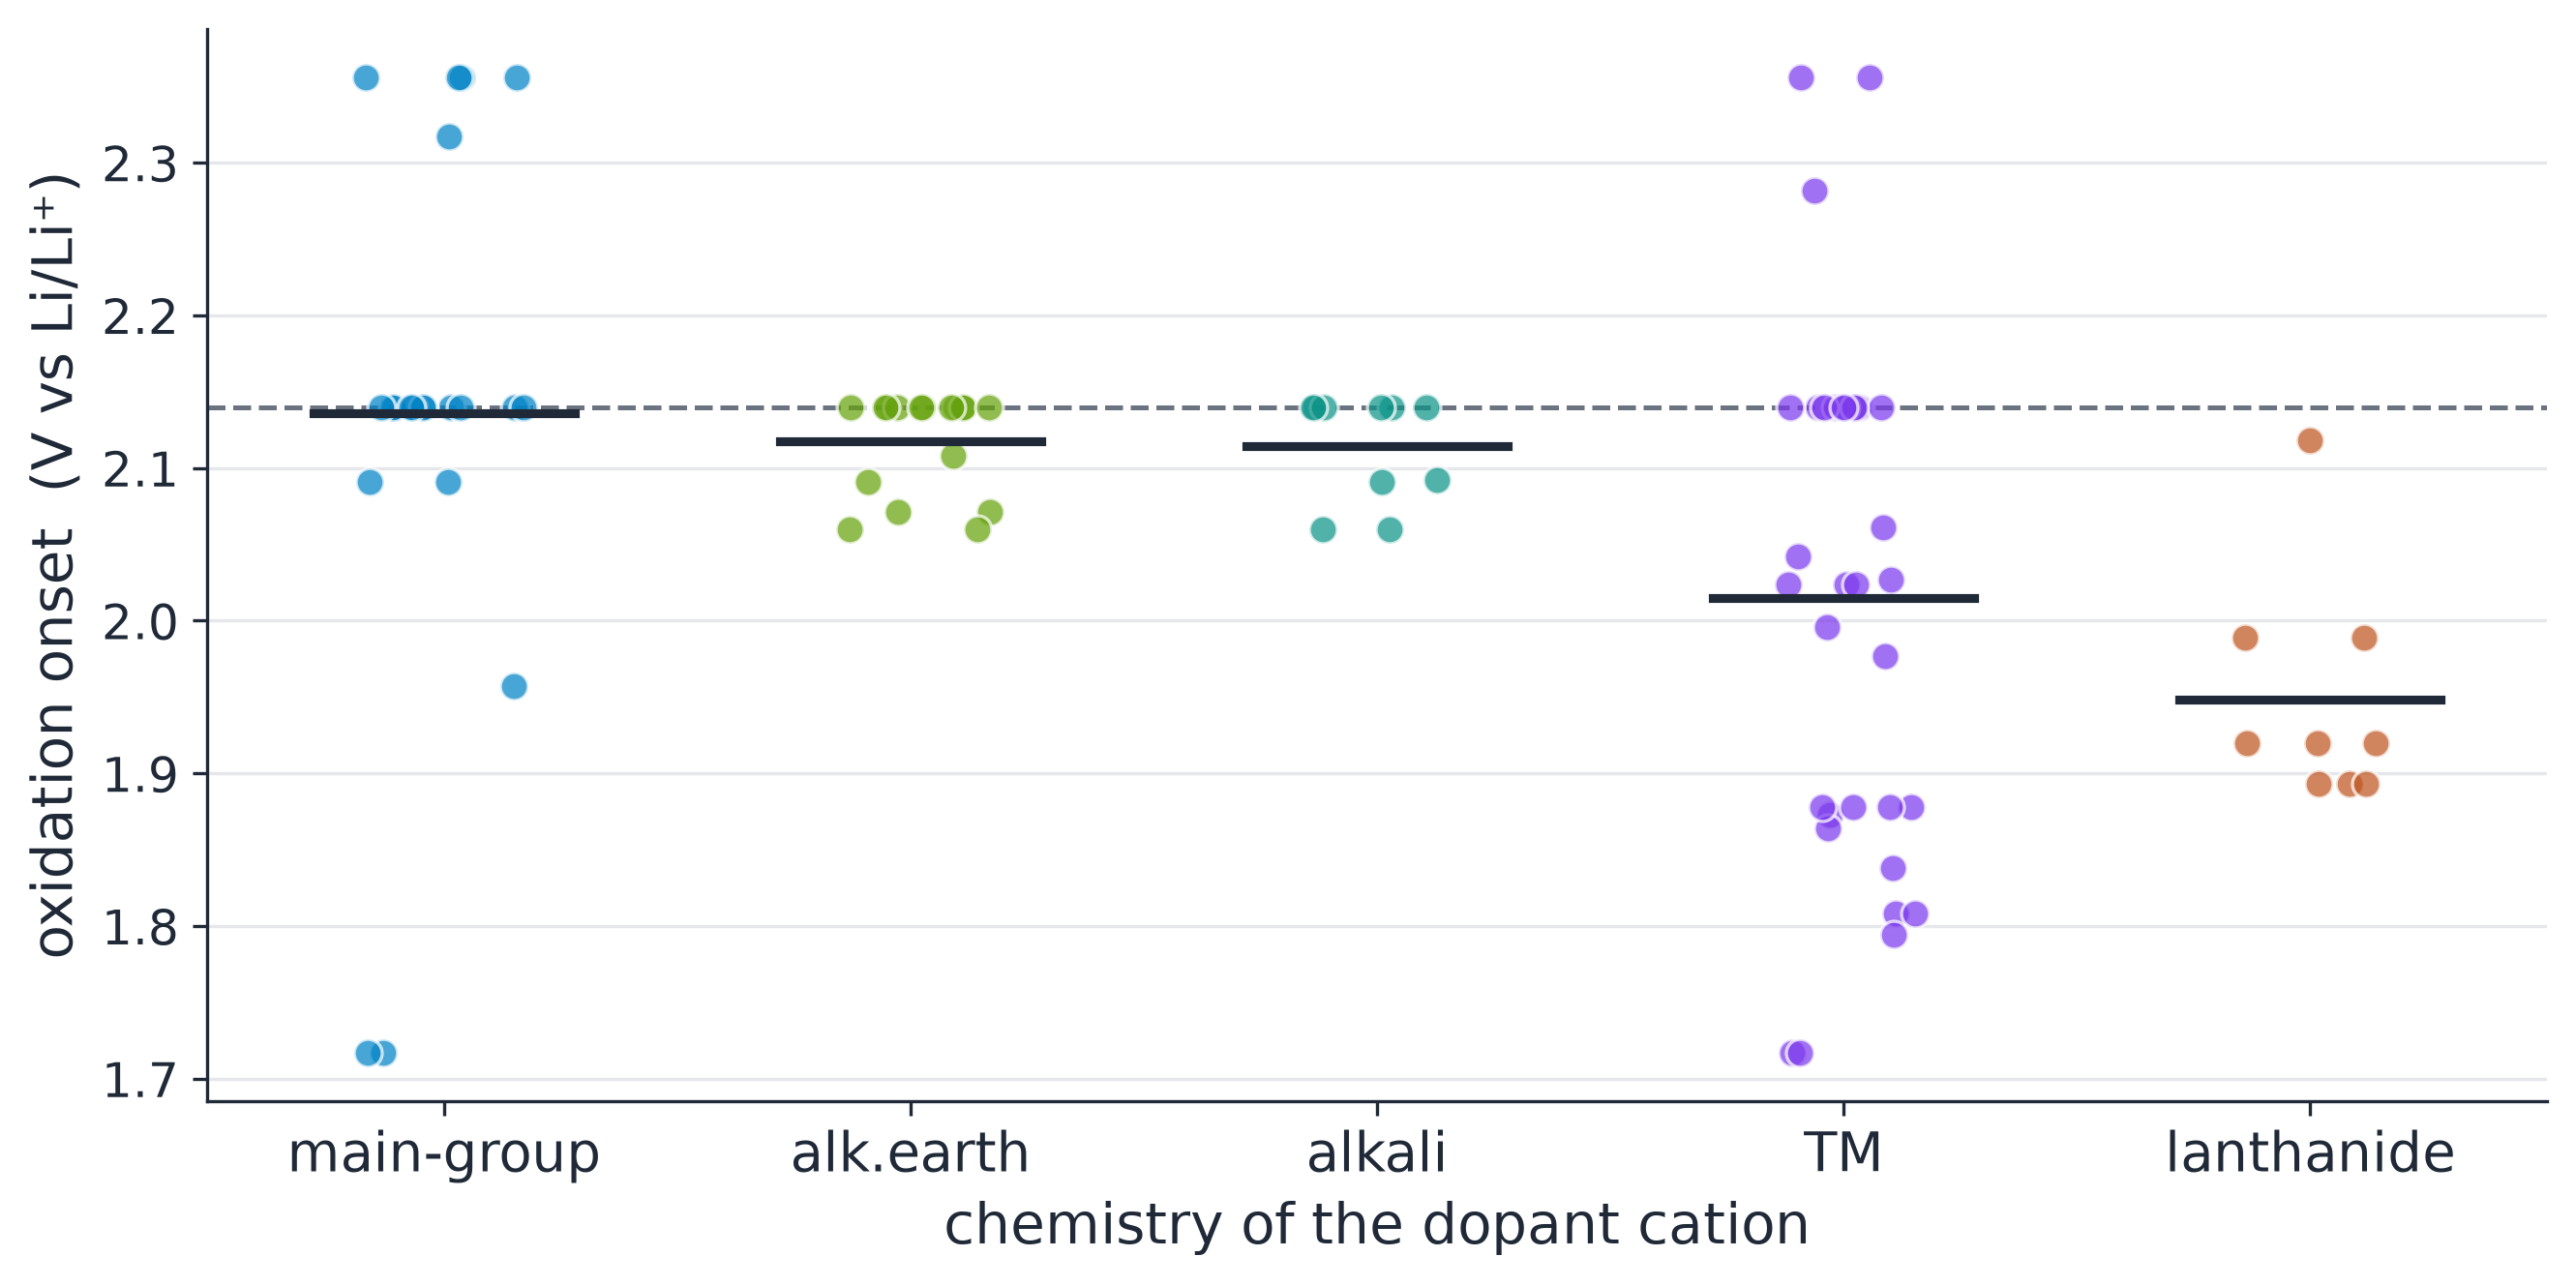 oxidation onset (V vs Li/Li⁺)
2.3
2.2
2.1
2.0
1.9
1.8
1.7
main-group
alk.earth
alkali
TM
lanthanide
chemistry of the dopant cation